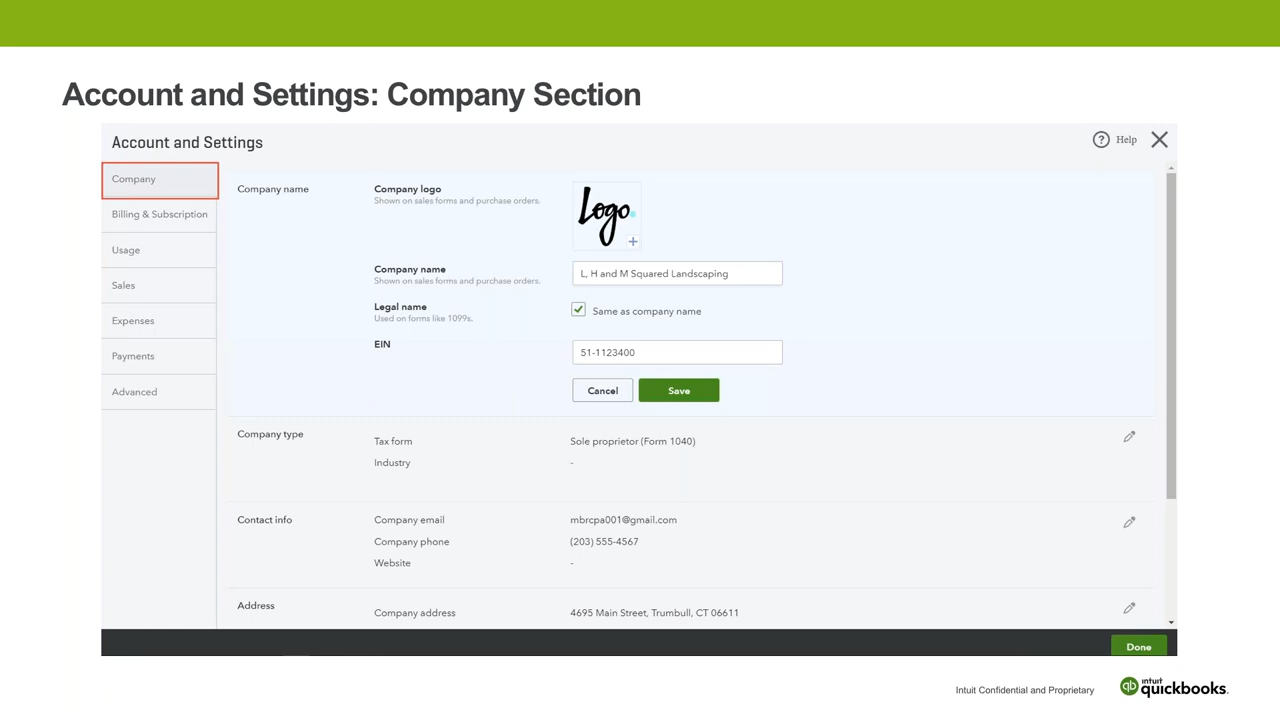 Account and Settings: Company Section
Account and Settings
Help
Company
Billing & Subscription
Usage
Sales
Expenses
Payments
Advanced
Company name
Company logo
Shown on sales forms and purchase orders.
Logo.
Company name
Shown on sales forms and purchase orders.
L, H and M Squared Landscaping
Legal name
Used on forms like 1099s.
Same as company name
EIN
51-1123400
Cancel
Save
Company type
Tax form
Sole proprietor (Form 1040)
Industry
-
Contact info
Company email
mbrcpa001@gmail.com
Company phone
(203) 555-4567
Website
-
Address
Company address
4695 Main Street, Trumbull, CT 06611
Done
Intuit Confidential and Proprietary
qb
intuit
quickbooks.